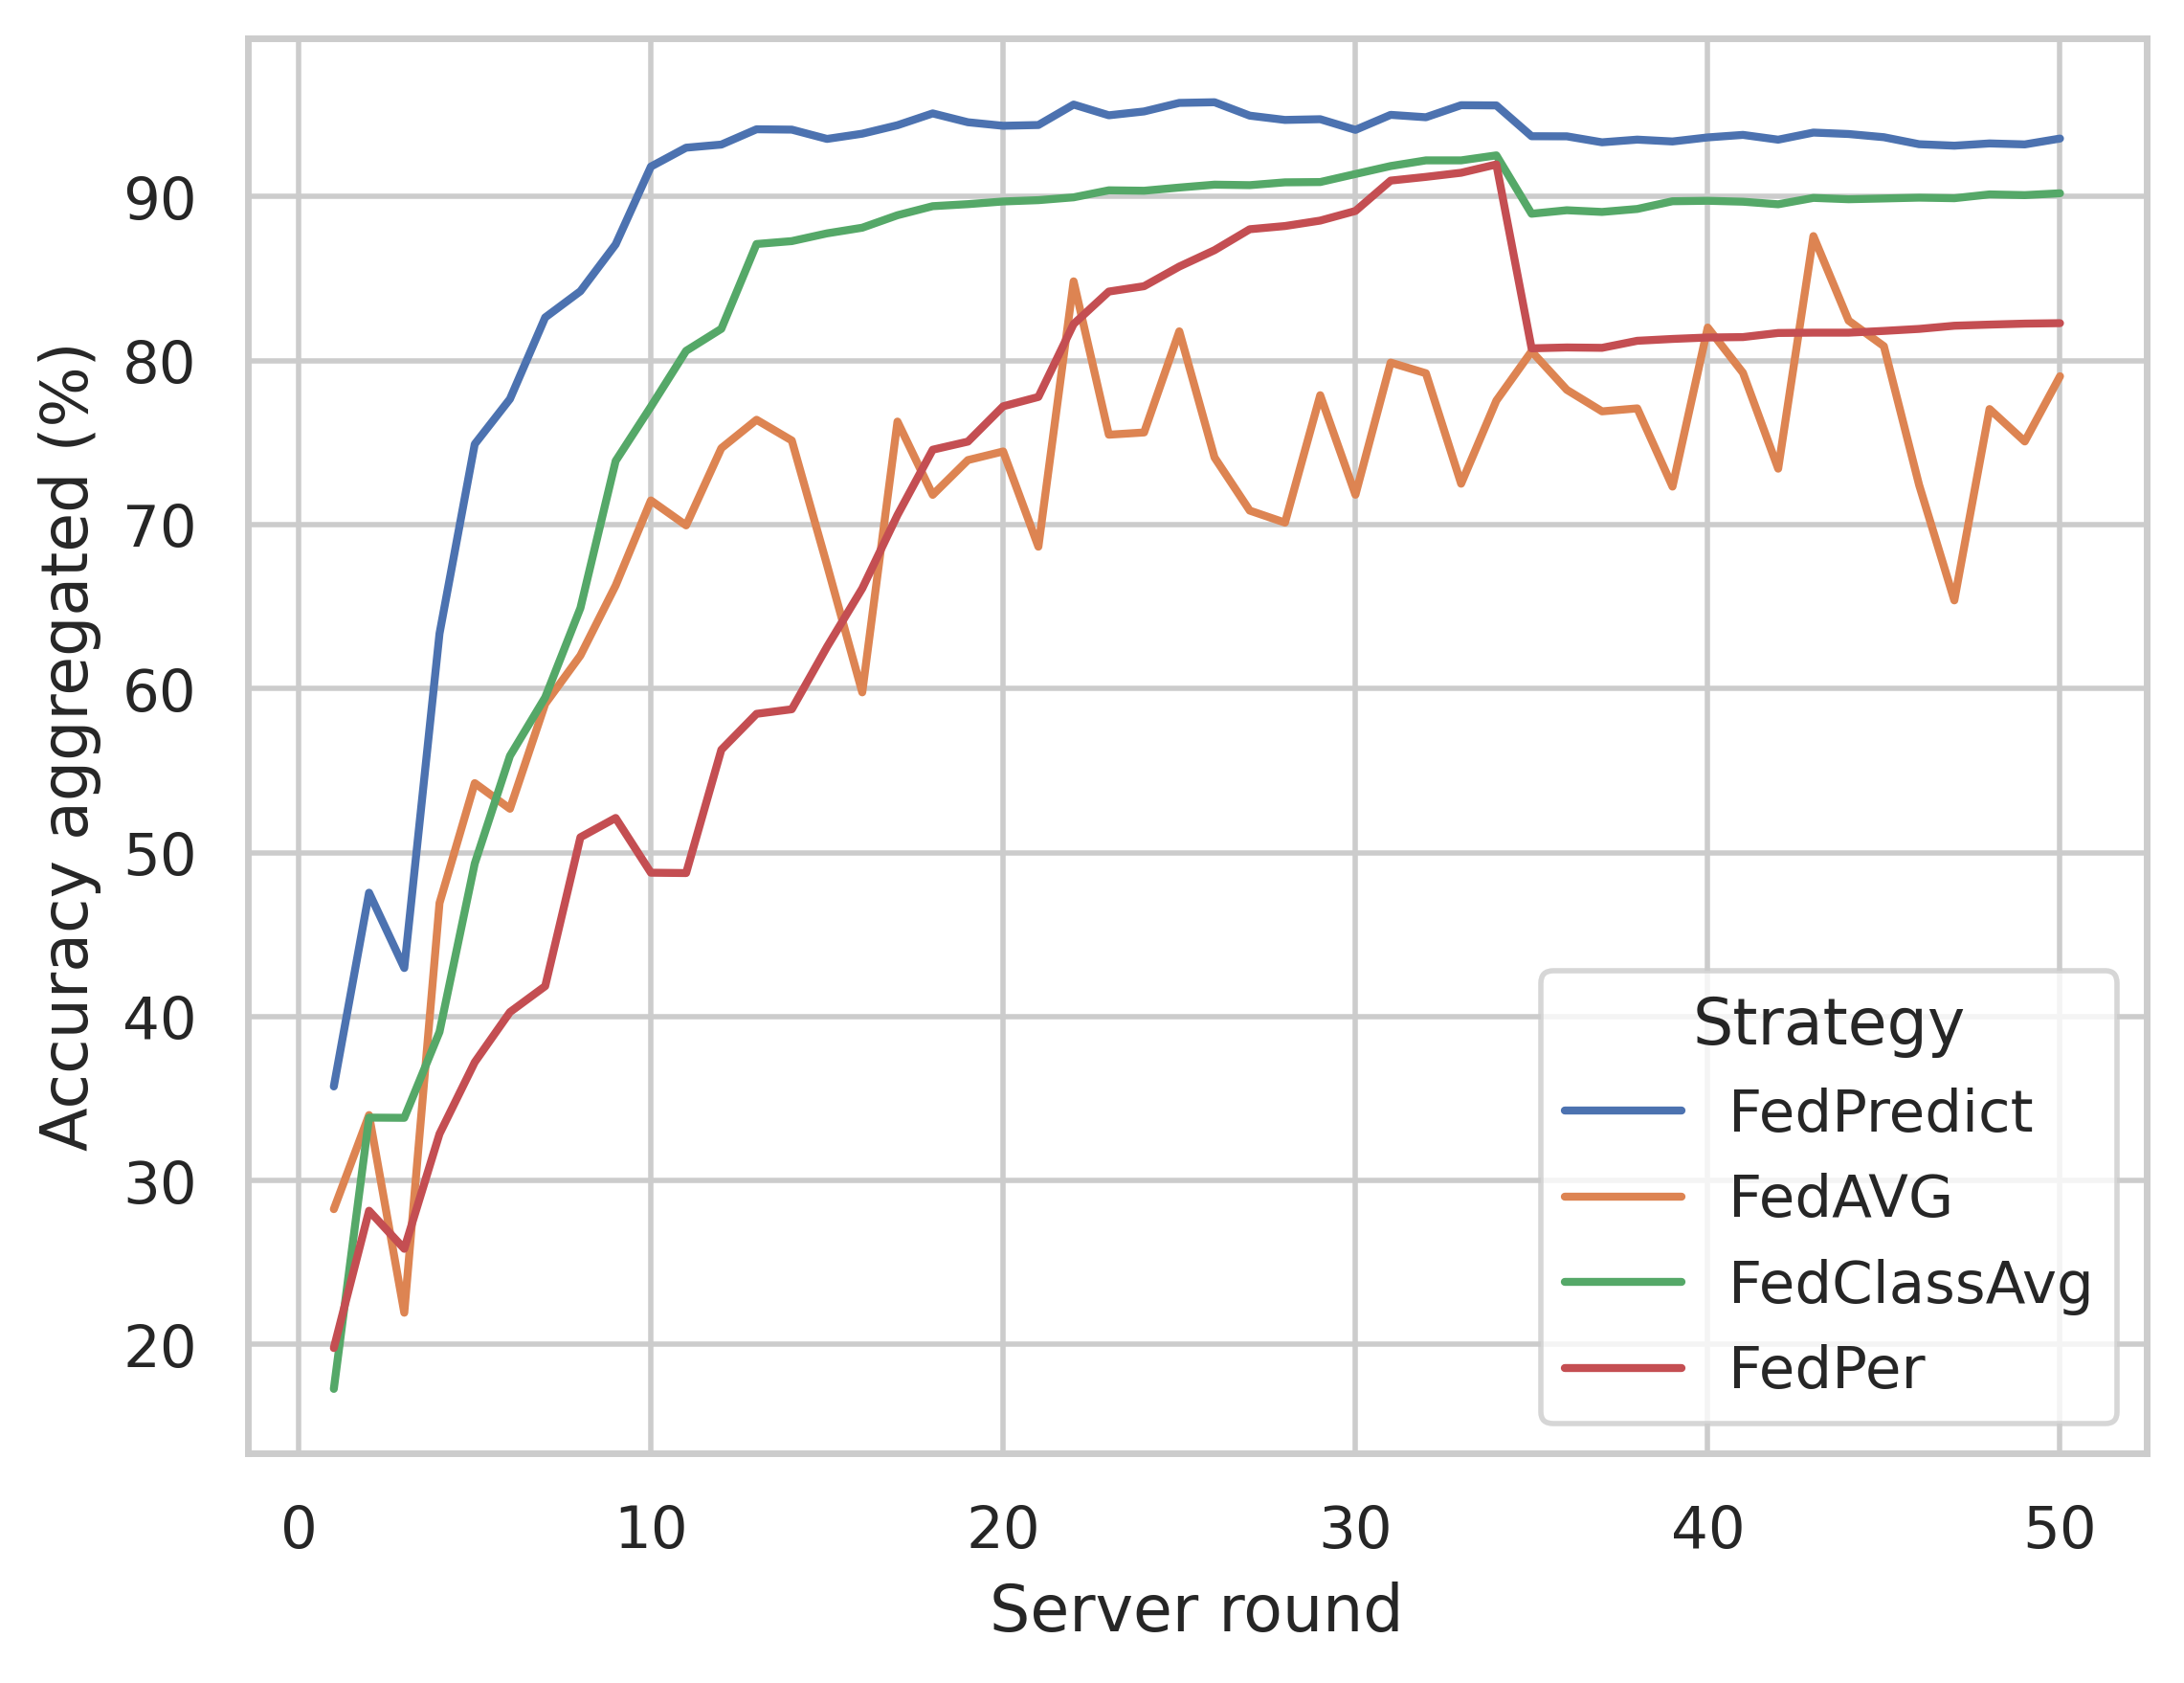 Accuracy aggregated (%)
90
80
70
60
50
40
30
20
0 10 20 30 40 50
Server round
Strategy
FedPredict
FedAVG
FedClassAvg
FedPer